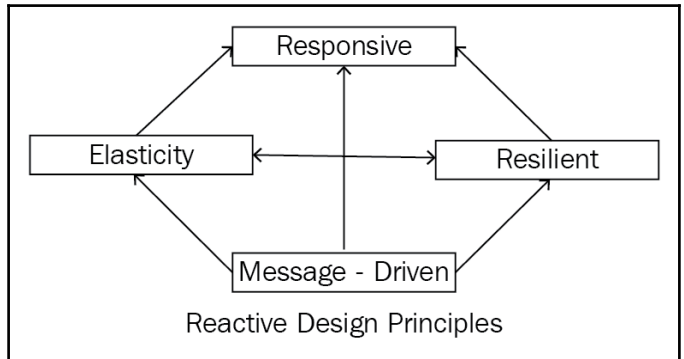 Responsive
Elasticity
Resilient
Message - Driven
Reactive Design Principles